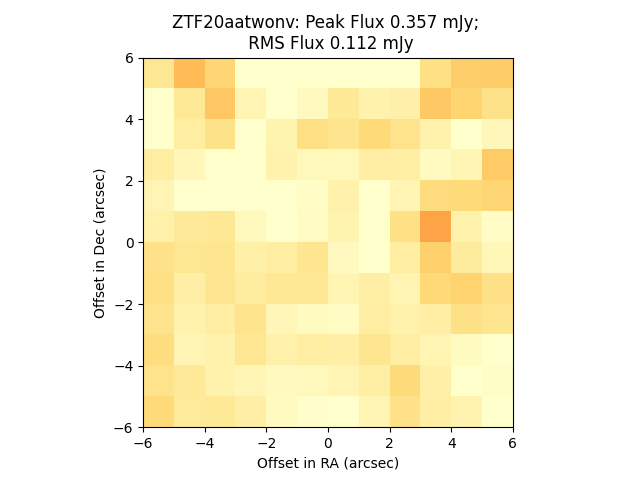 ZTF20aatwonv: Peak Flux 0.357 mJy;
RMS Flux 0.112 mJy
6
4
2
0
−2
−4
−6
Offset in Dec (arcsec)
−6 −4 −2 0 2 4 6
Offset in RA (arcsec)